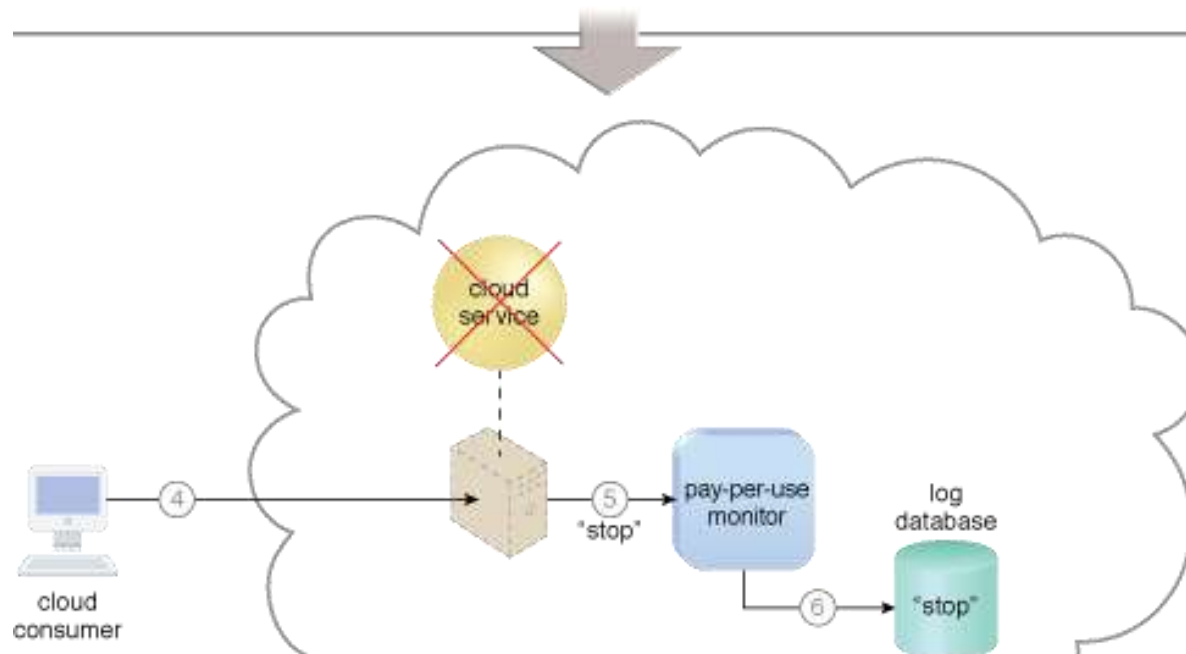 cloud
service
4
5
"stop"
pay-per-use
monitor
log
database
6
"stop"
cloud
consumer